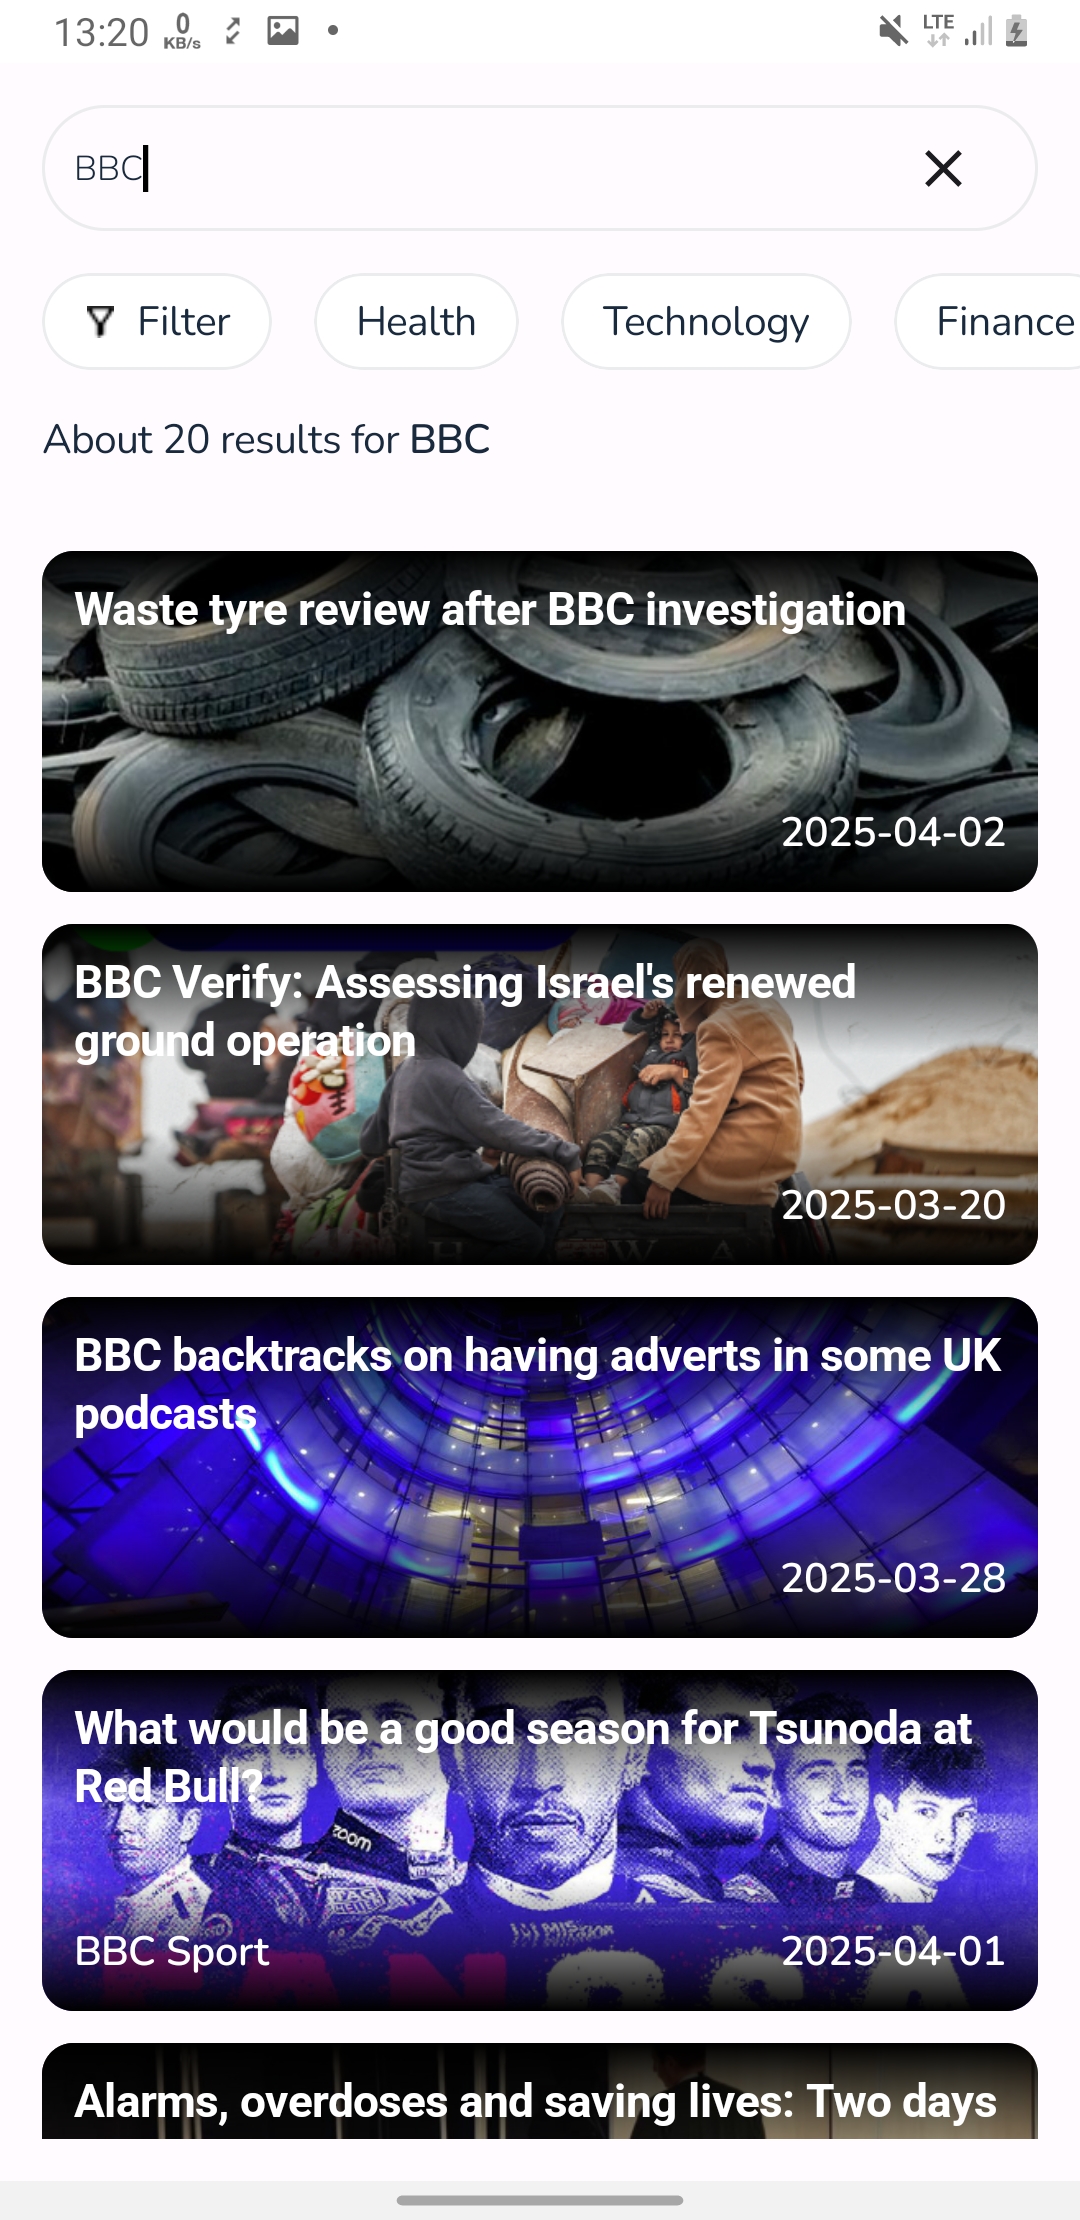 13:20 0 KB/s LTE
BBC
Filter Health Technology Finance
About 20 results for BBC
Waste tyre review after BBC investigation
2025-04-02
BBC Verify: Assessing Israel's renewed
ground operation
2025-03-20
BBC backtracks on having adverts in some UK
podcasts
2025-03-28
What would be a good season for Tsunoda at
Red Bull?
zoom
TAG
BBC Sport 2025-04-01
Alarms, overdoses and saving lives: Two days